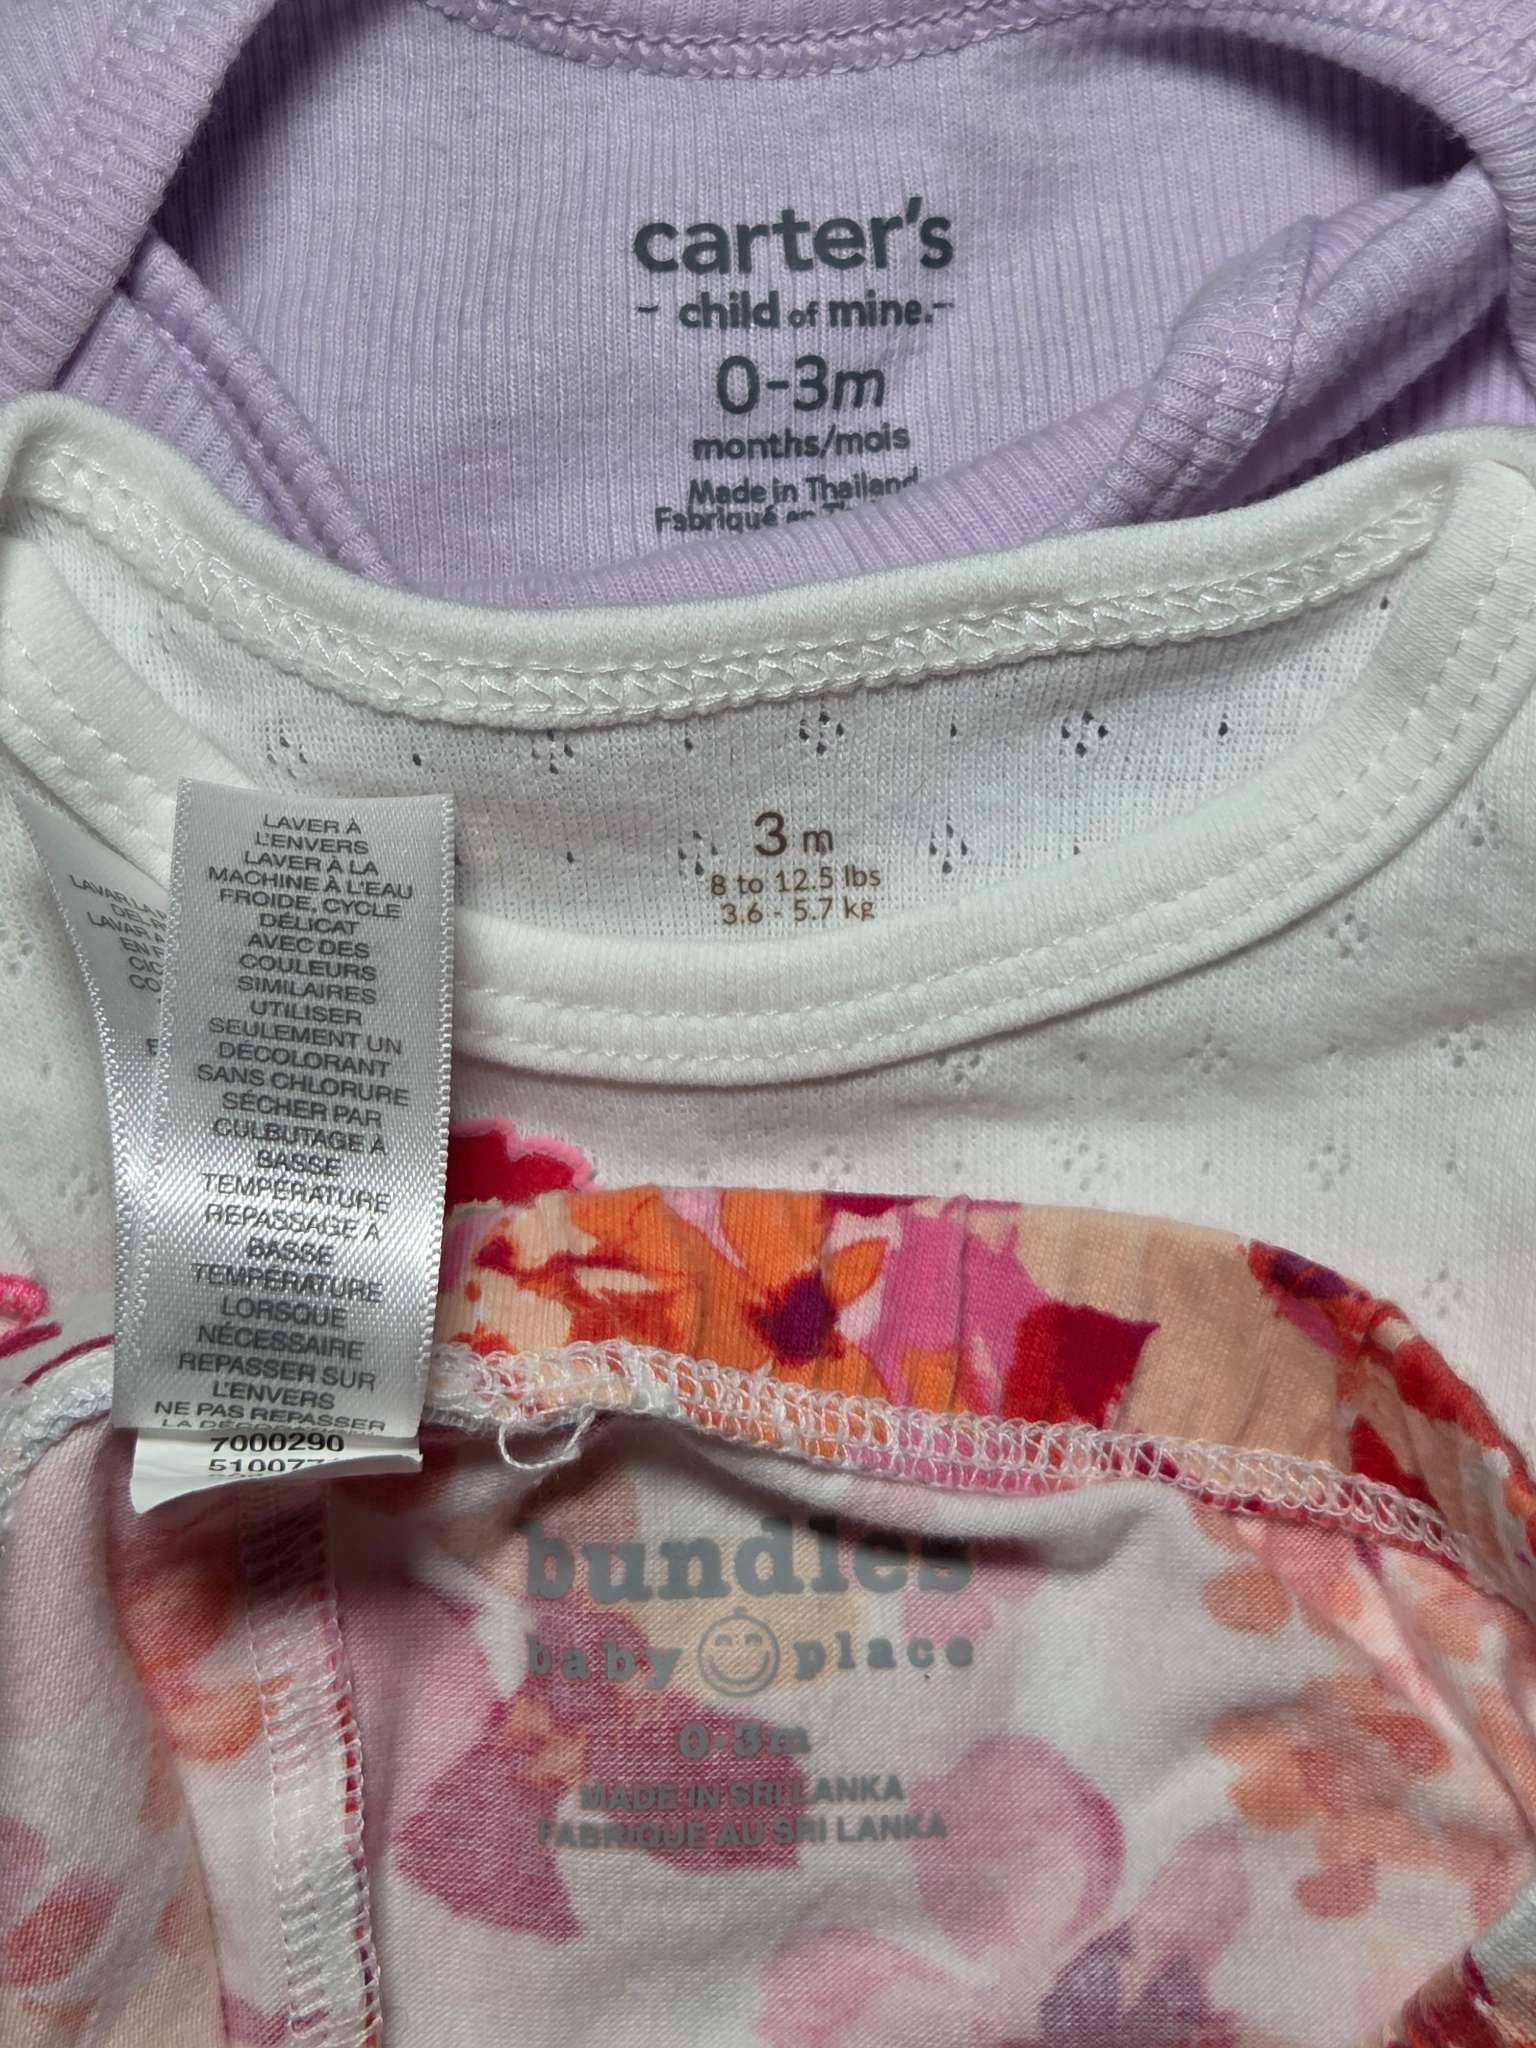 carter's
- child of mine. -
0-3m
months/mois
Made in Thailand
Fabriqué en
3 m
8 to 12.5 lbs
3.6 - 5.7 kg
LAVER À
L'ENVERS
LAVER À LA
MACHINE À L'EAU
FROIDE, CYCLE
DÉLICAT
AVEC DES
COULEURS
SIMILAIRES
UTILISER
SEULEMENT UN
DÉCOLORANT
SANS CHLORURE
SÉCHER PAR
CULBUTAGE À
BASSE
TEMPÉRATURE
REPASSAGE À
BASSE
TEMPÉRATURE
LORSQUE
NÉCESSAIRE
REPASSER SUR
L'ENVERS
NE PAS REPASSER
7000290
bundles
baby place
0-3m
MADE IN SRI LANKA
FABRIQUE AU SRI LANKA